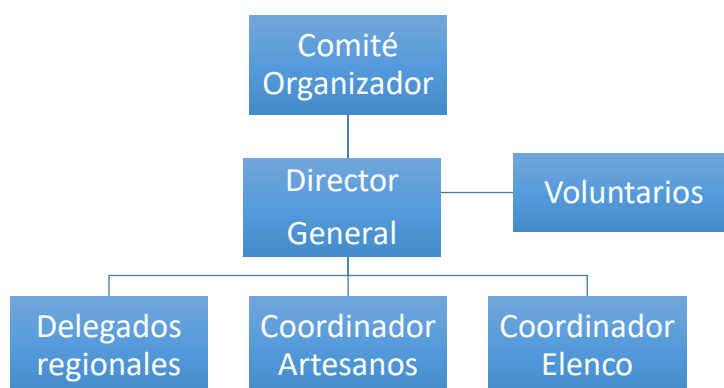 Comité
Organizador
Director
General
Voluntarios
Delegados
regionales
Coordinador
Artesanos
Coordinador
Elenco